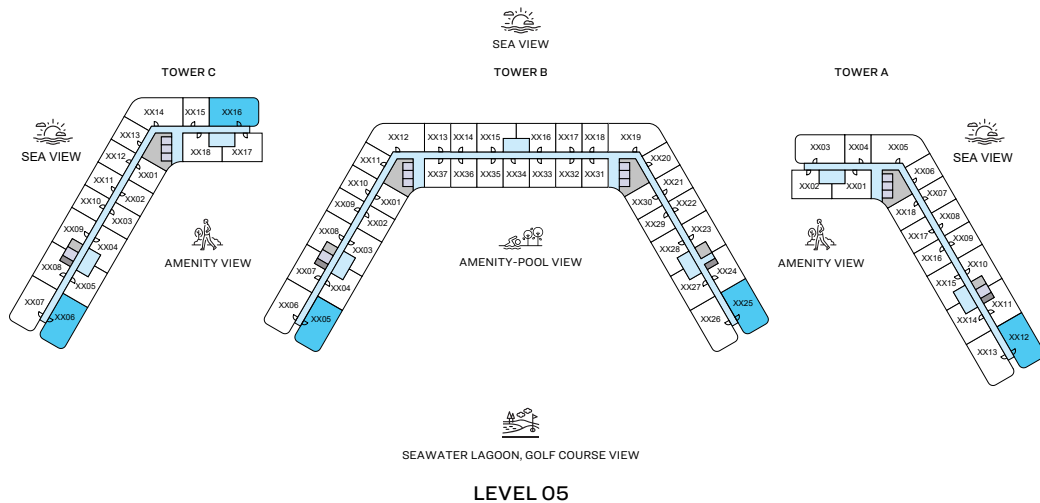 SEA VIEW
TOWER C
TOWER B
TOWER A
SEA VIEW
SEA VIEW
XX14
XX15
XX16
XX13
XX12
XX11
XX10
XX09
XX08
XX07
XX06
XX18
XX17
XX01
XX02
XX03
XX04
XX05
AMENITY VIEW
XX12
XX13
XX14
XX15
XX16
XX17
XX18
XX19
XX11
XX10
XX09
XX08
XX07
XX06
XX05
XX37
XX36
XX35
XX34
XX33
XX32
XX31
XX01
XX02
XX03
XX04
XX20
XX21
XX22
XX23
XX24
XX25
XX30
XX29
XX28
XX27
XX26
AMENITY-POOL VIEW
XX03
XX04
XX05
XX02
XX01
XX06
XX07
XX08
XX09
XX10
XX11
XX12
XX18
XX17
XX16
XX15
XX14
XX13
AMENITY VIEW
SEAWATER LAGOON, GOLF COURSE VIEW
LEVEL 05